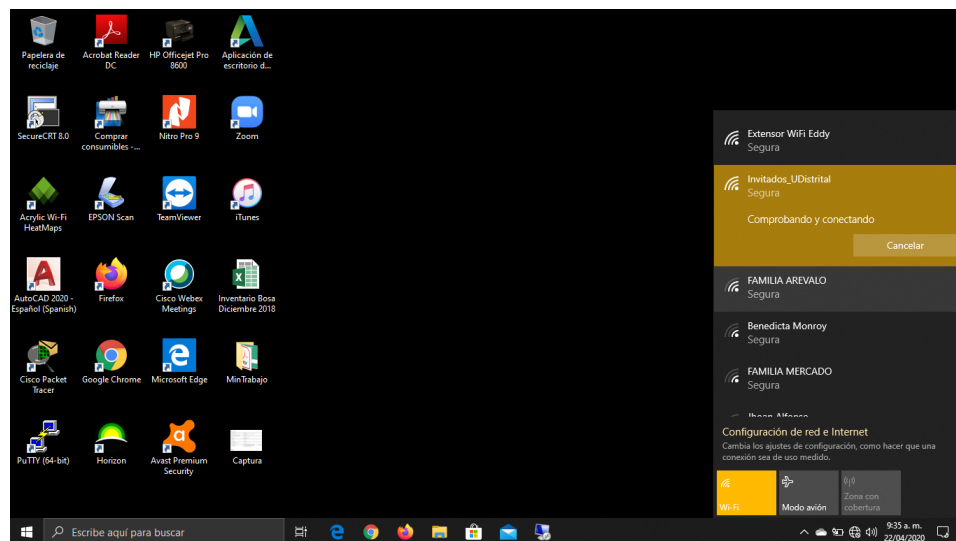 Papelera de
reciclaje
Acrobat Reader
DC
HP Officejet Pro
8600
Aplicación de
escritorio d...
SecureCRT 8.0
Comprar
consumibles -...
Nitro Pro 9
Zoom
Acrylic Wi-Fi
HeatMaps
EPSON Scan
TeamViewer
iTunes
AutoCAD 2020 -
Español (Spanish)
Firefox
Cisco Webex
Meetings
Inventario Bosa
Diciembre 2018
Cisco Packet
Tracer
Google Chrome
Microsoft Edge
MinTrabajo
PuTTY (64-bit)
Horizon
Avast Premium
Security
Captura
Extensor WiFi Eddy
Segura
Invitados_UDistrital
Segura
Comprobando y conectando
Cancelar
FAMILIA AREVALO
Segura
Benedicta Monroy
Segura
FAMILIA MERCADO
Segura
Jhoan Alfonso
Configuración de red e Internet
Cambia los ajustes de configuración, como hacer que una
conexión sea de uso medido.
Wi-Fi
Modo avión
Zona con
cobertura
Escribe aquí para buscar
9:35 a. m.
22/04/2020